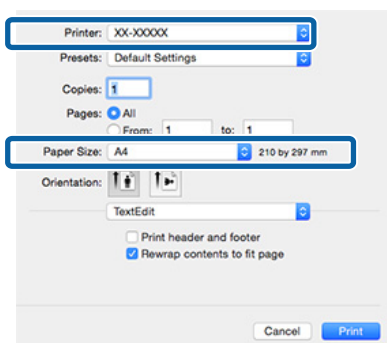 Printer: XX-XXXXX
Presets: Default Settings
Copies: 1
Pages: All
From: 1 to: 1
Paper Size: A4 210 by 297 mm
Orientation:
TextEdit
Print header and footer
Rewrap contents to fit page
Cancel Print